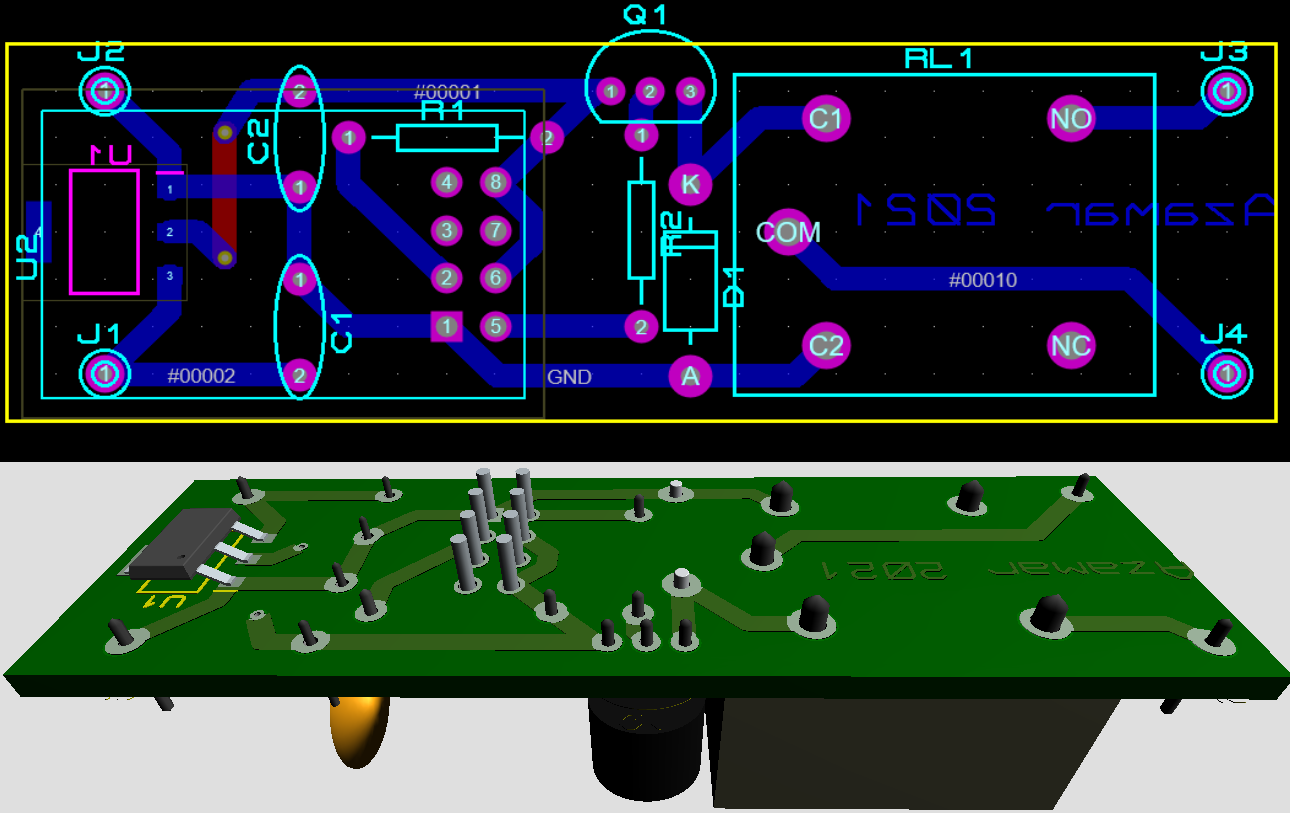 Q1
J2 RL1 J3
1 2 1 2 3 1
#00001
R1
C1 NO
C2 1 2 1
U1
4 8 K
1 1
2021 Azamar
4 2 3 7 R2 COM
U2
3 1 2 6 D1 #00010
J1 C1 1 5 2 C2 NC J4
1 #00002 2 GND A 1
2021 Azamar
U1